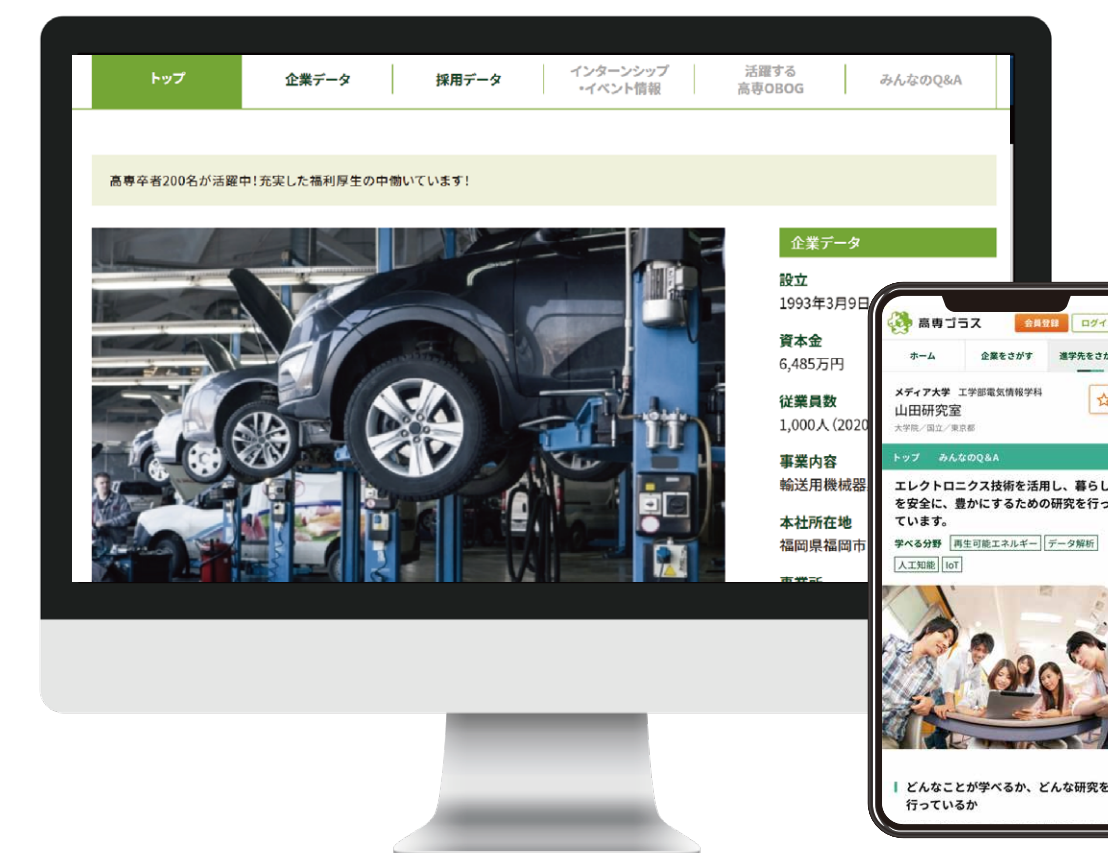 トップ
企業データ
採用データ
インターンシップ
・イベント情報
活躍する
高専OBOG
みんなのQ&A
高専卒者200名が活躍中！充実した福利厚生の中働いています！
企業データ
設立
1993年3月9日
資本金
6,485万円
従業員数
1,000人（2020
事業内容
輸送用機械器
本社所在地
福岡県福岡市
事業所
高専プラス
会員登録
ログイ
ホーム
企業をさがす
進学先をさが
メディア大学 工学部電気情報学科
山田研究室
大学院／国立／東京都
トップ みんなのQ&A
エレクトロニクス技術を活用し、暮らし
を安全に、豊かにするための研究を行っ
ています。
学べる分野 再生可能エネルギー データ解析
人工知能 IoT
どんなことが学べるか、どんな研究を
行っているか